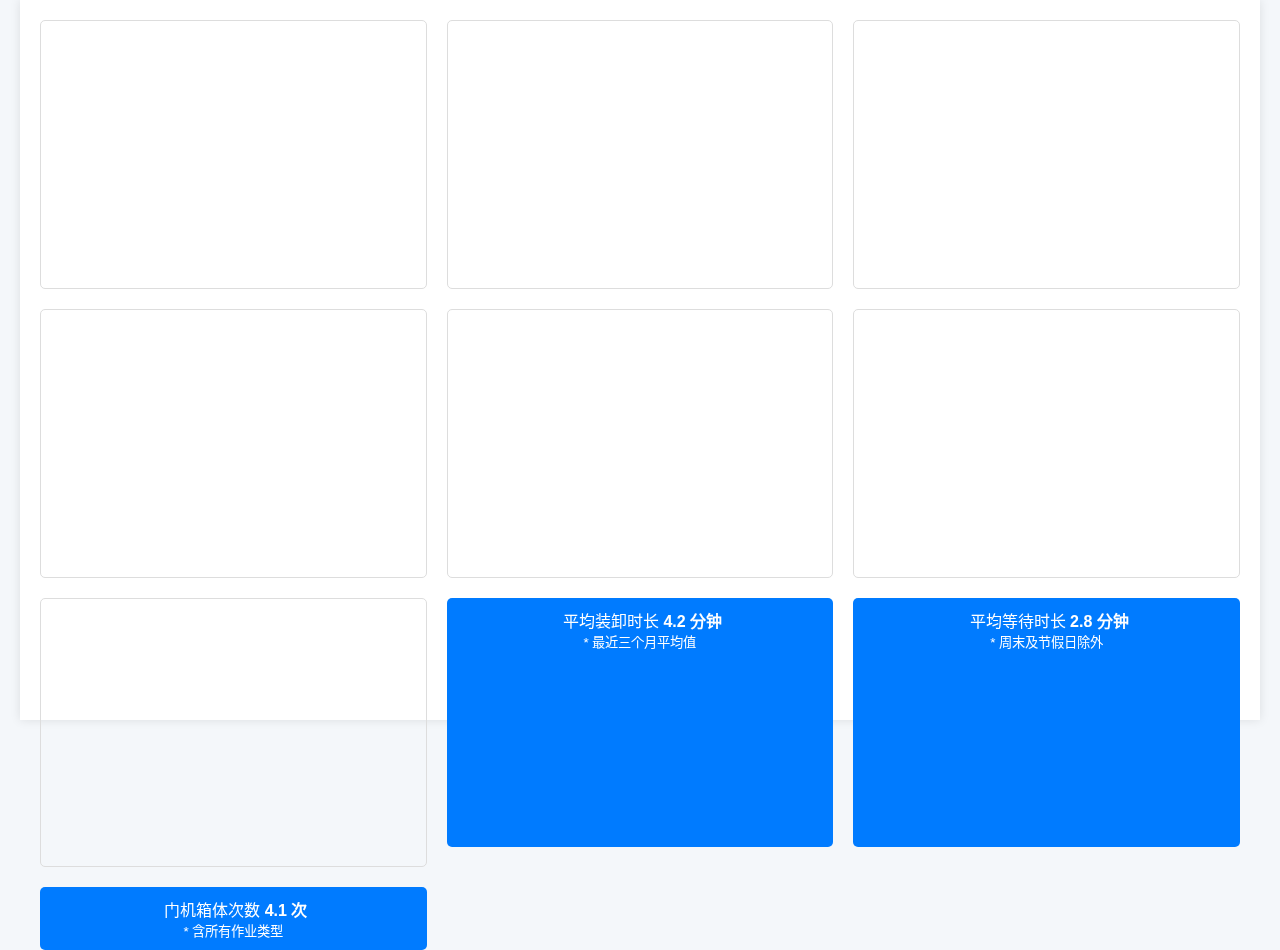 平均装卸时长 4.2 分钟
* 最近三个月平均值
平均等待时长 2.8 分钟
* 周末及节假日除外
门机箱体次数 4.1 次
* 含所有作业类型